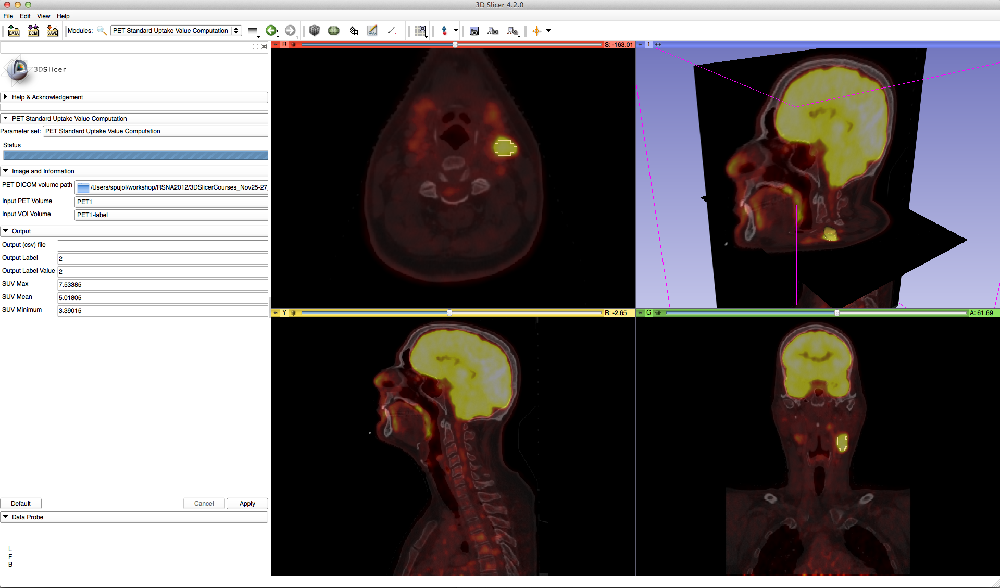 3D Slicer 4.2.0
File Edit View Help
DATA DCM SAVE Modules: PET Standard Uptake Value Computation
3DSlicer
Help & Acknowledgement
PET Standard Uptake Value Computation
Parameter set: PET Standard Uptake Value Computation
Status
Image and Information
PET DICOM volume path /Users/spujol/workshop/RSNA2012/3DSlicerCourses_Nov25-27_
Input PET Volume PET1
Input VOI Volume PET1-label
Output
Output (csv) file
Output Label 2
Output Label Value 2
SUV Max 7.53385
SUV Mean 5.01805
SUV Minimum 3.39015
Default Cancel Apply
Data Probe
L
F
B
R S: -163.01
1
Y R: -2.65
G A: 61.69